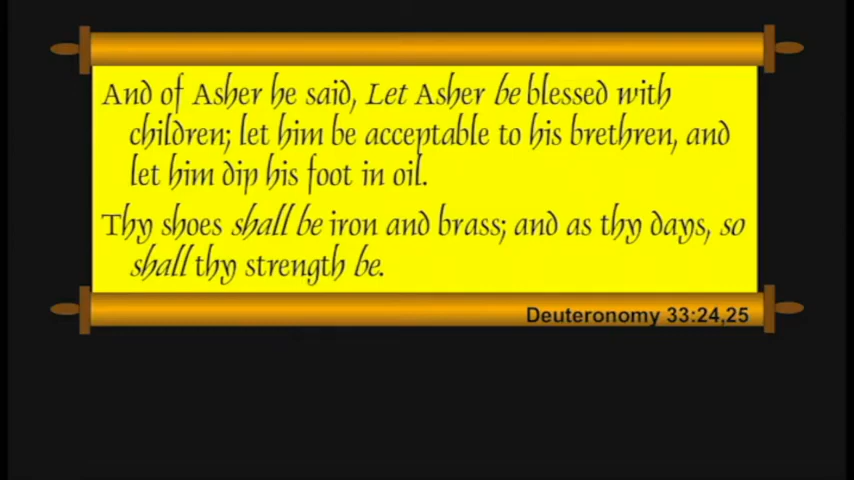 And of Asher he said, Let Asher be blessed with
children; let him be acceptable to his brethren, and
let him dip his foot in oil.
Thy shoes shall be iron and brass; and as thy days, so
shall thy strength be.
Deuteronomy 33:24,25